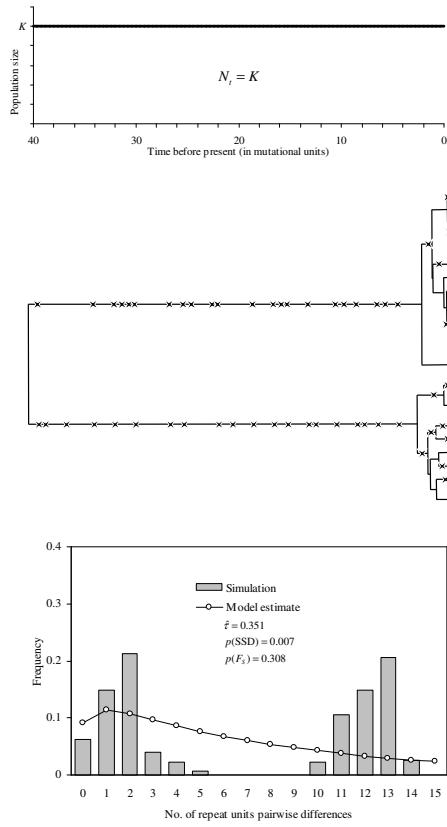 K
Population size
N_t = K
40 30 20 10 0
Time before present (in mutational units)
0.4
0.3
0.2
0.1
0
Frequency
Simulation
Model estimate
τ̂ = 0.351
p(SSD) = 0.007
p(F_S) = 0.308
0 1 2 3 4 5 6 7 8 9 10 11 12 13 14 15
No. of repeat units pairwise differences